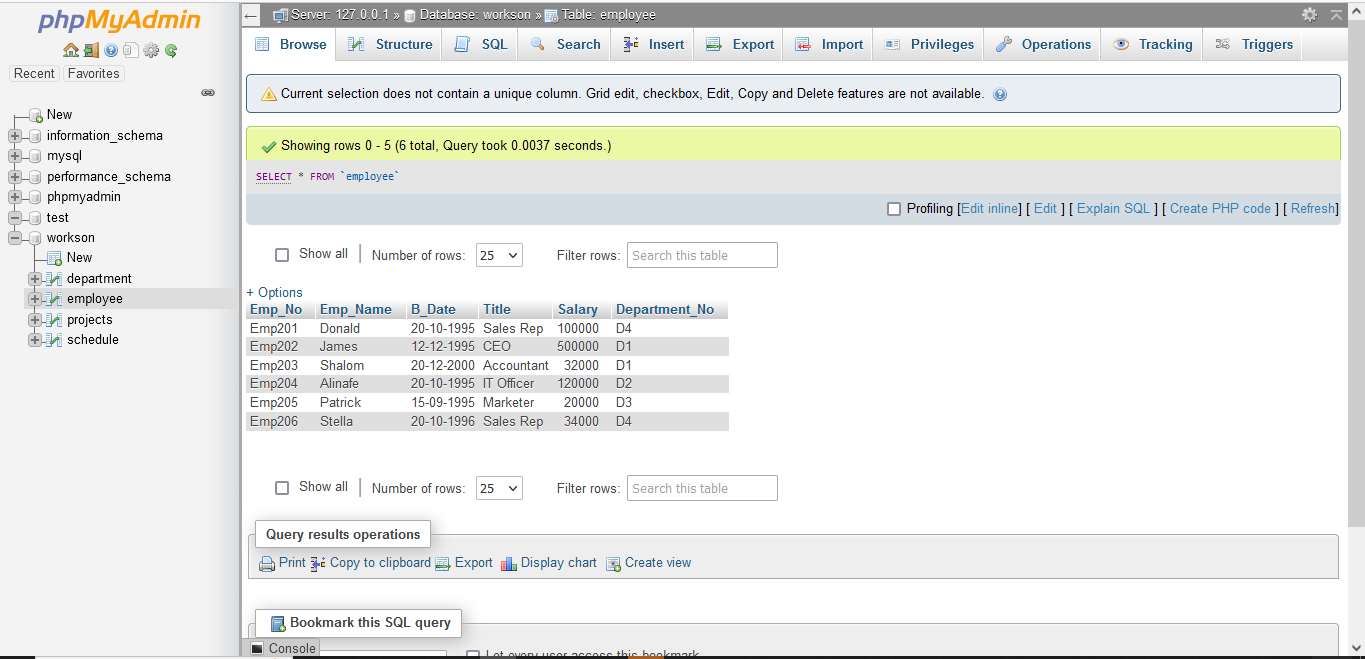 phpMyAdmin
Recent Favorites
New
information_schema
mysql
performance_schema
phpmyadmin
test
workson
New
department
employee
projects
schedule
Server: 127.0.0.1 » Database: workson » Table: employee
Browse Structure SQL Search Insert Export Import Privileges Operations Tracking Triggers
Current selection does not contain a unique column. Grid edit, checkbox, Edit, Copy and Delete features are not available.
Showing rows 0 - 5 (6 total, Query took 0.0037 seconds.)
SELECT * FROM `employee`
Profiling [Edit inline] [ Edit ] [ Explain SQL ] [ Create PHP code ] [ Refresh]
Show all | Number of rows: 25 Filter rows: Search this table
+ Options
Emp_No Emp_Name B_Date Title Salary Department_No
Emp201 Donald 20-10-1995 Sales Rep 100000 D4
Emp202 James 12-12-1995 CEO 500000 D1
Emp203 Shalom 20-12-2000 Accountant 32000 D1
Emp204 Alinafe 20-10-1995 IT Officer 120000 D2
Emp205 Patrick 15-09-1995 Marketer 20000 D3
Emp206 Stella 20-10-1996 Sales Rep 34000 D4
Show all | Number of rows: 25 Filter rows: Search this table
Query results operations
Print Copy to clipboard Export Display chart Create view
Bookmark this SQL query
Console
Let every user access this bookmark